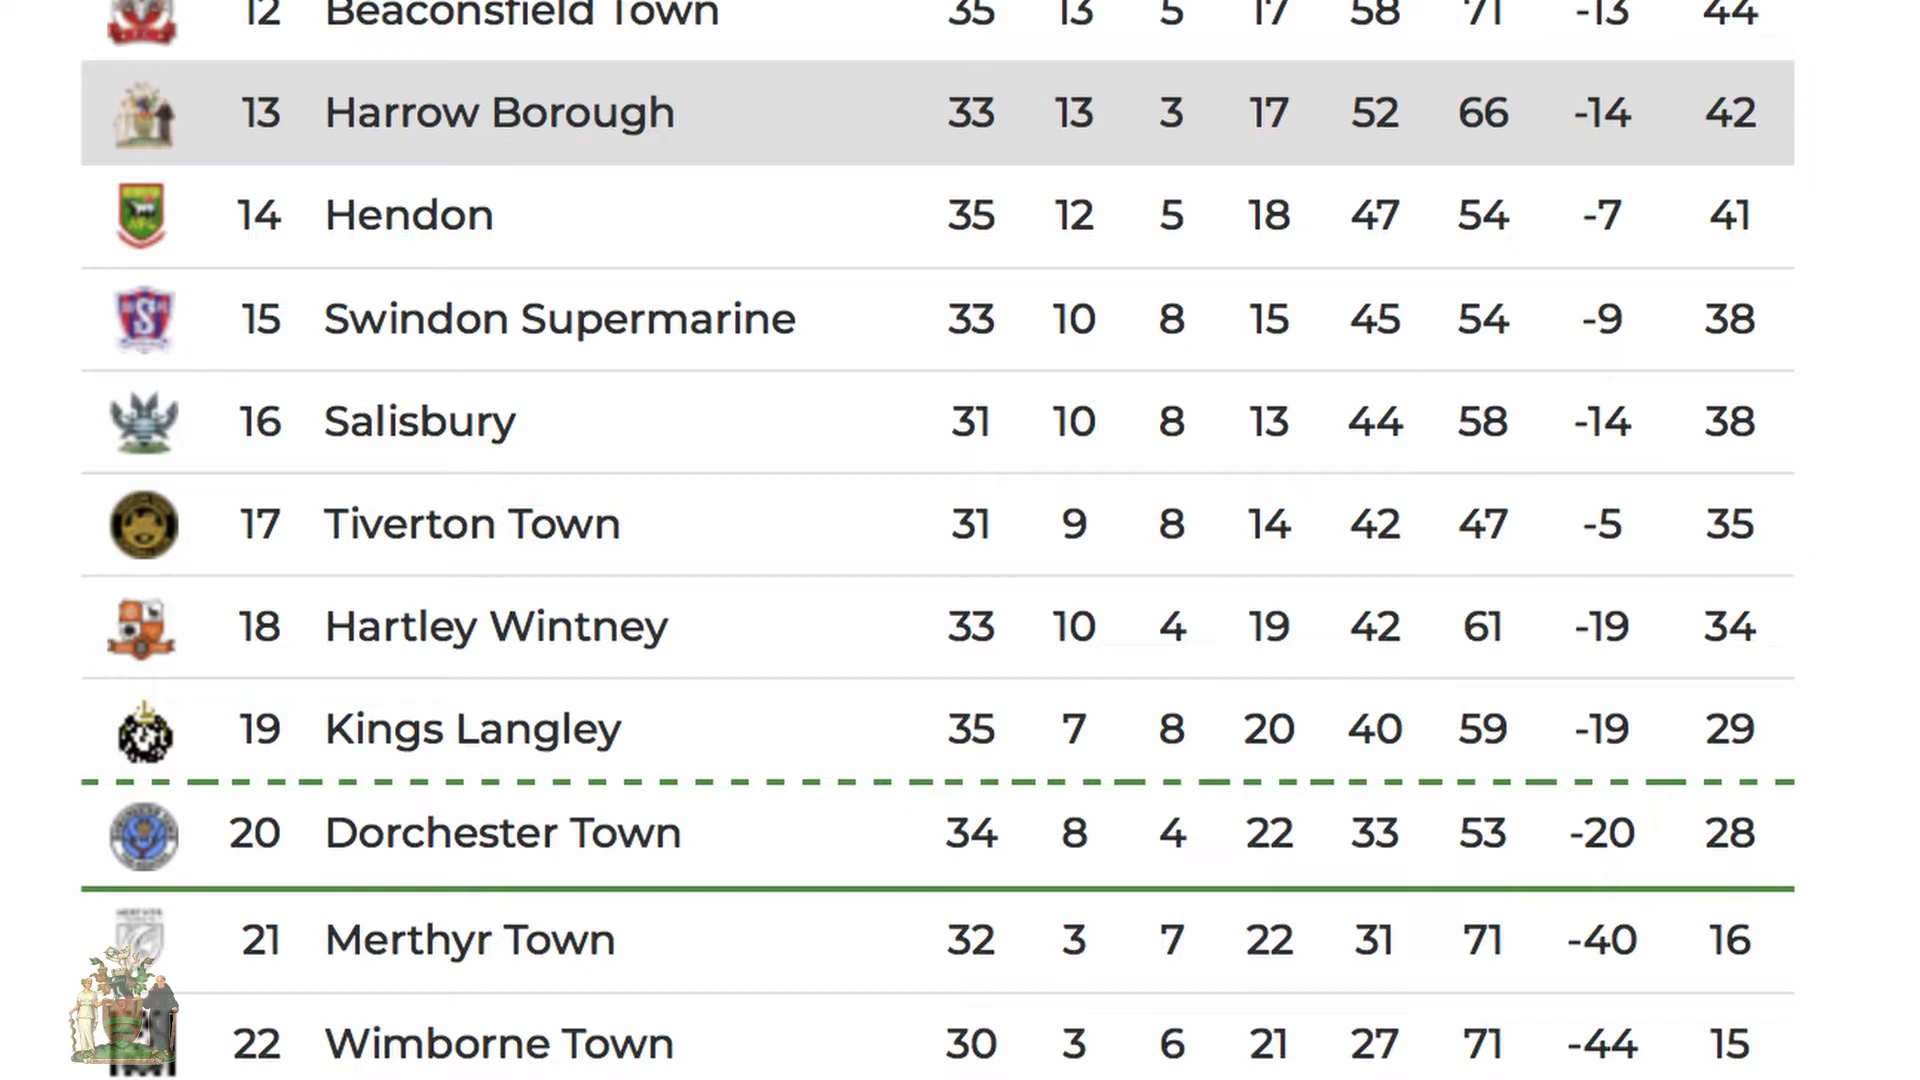 12 Beaconsfield Town 35 13 5 17 58 71 -13 44
13 Harrow Borough 33 13 3 17 52 66 -14 42
14 Hendon 35 12 5 18 47 54 -7 41
15 Swindon Supermarine 33 10 8 15 45 54 -9 38
16 Salisbury 31 10 8 13 44 58 -14 38
17 Tiverton Town 31 9 8 14 42 47 -5 35
18 Hartley Wintney 33 10 4 19 42 61 -19 34
19 Kings Langley 35 7 8 20 40 59 -19 29
20 Dorchester Town 34 8 4 22 33 53 -20 28
21 Merthyr Town 32 3 7 22 31 71 -40 16
22 Wimborne Town 30 3 6 21 27 71 -44 15